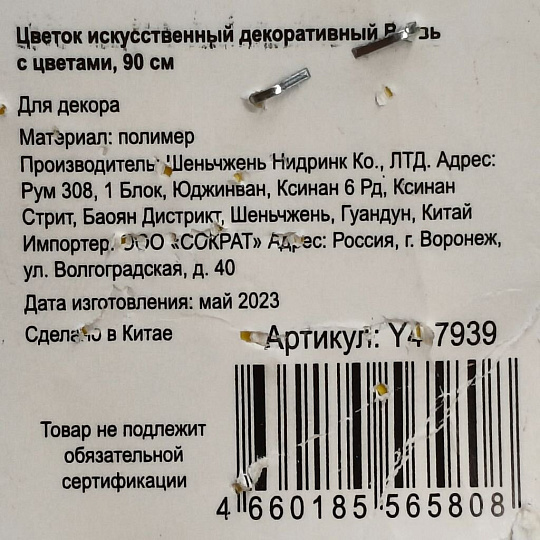 Цветок искусственный декоративный
с цветами, 90 см
Для декора
Материал: полимер
Производитель: Шеньчжень Нидринк Ко., ЛТД. Адрес:
Рум 308, 1 Блок, Юджинван, Ксинан 6 Рд, Ксинан
Стрит, Баоян Дистрикт, Шеньчжень, Гуандун, Китай
Импортер: ООО «СОКРАТ» Адрес: Россия, г. Воронеж,
ул. Волгоградская, д. 40
Дата изготовления: май 2023
Сделано в Китае
Артикул:
Товар не подлежит
обязательной
сертификации
4 660185 565808